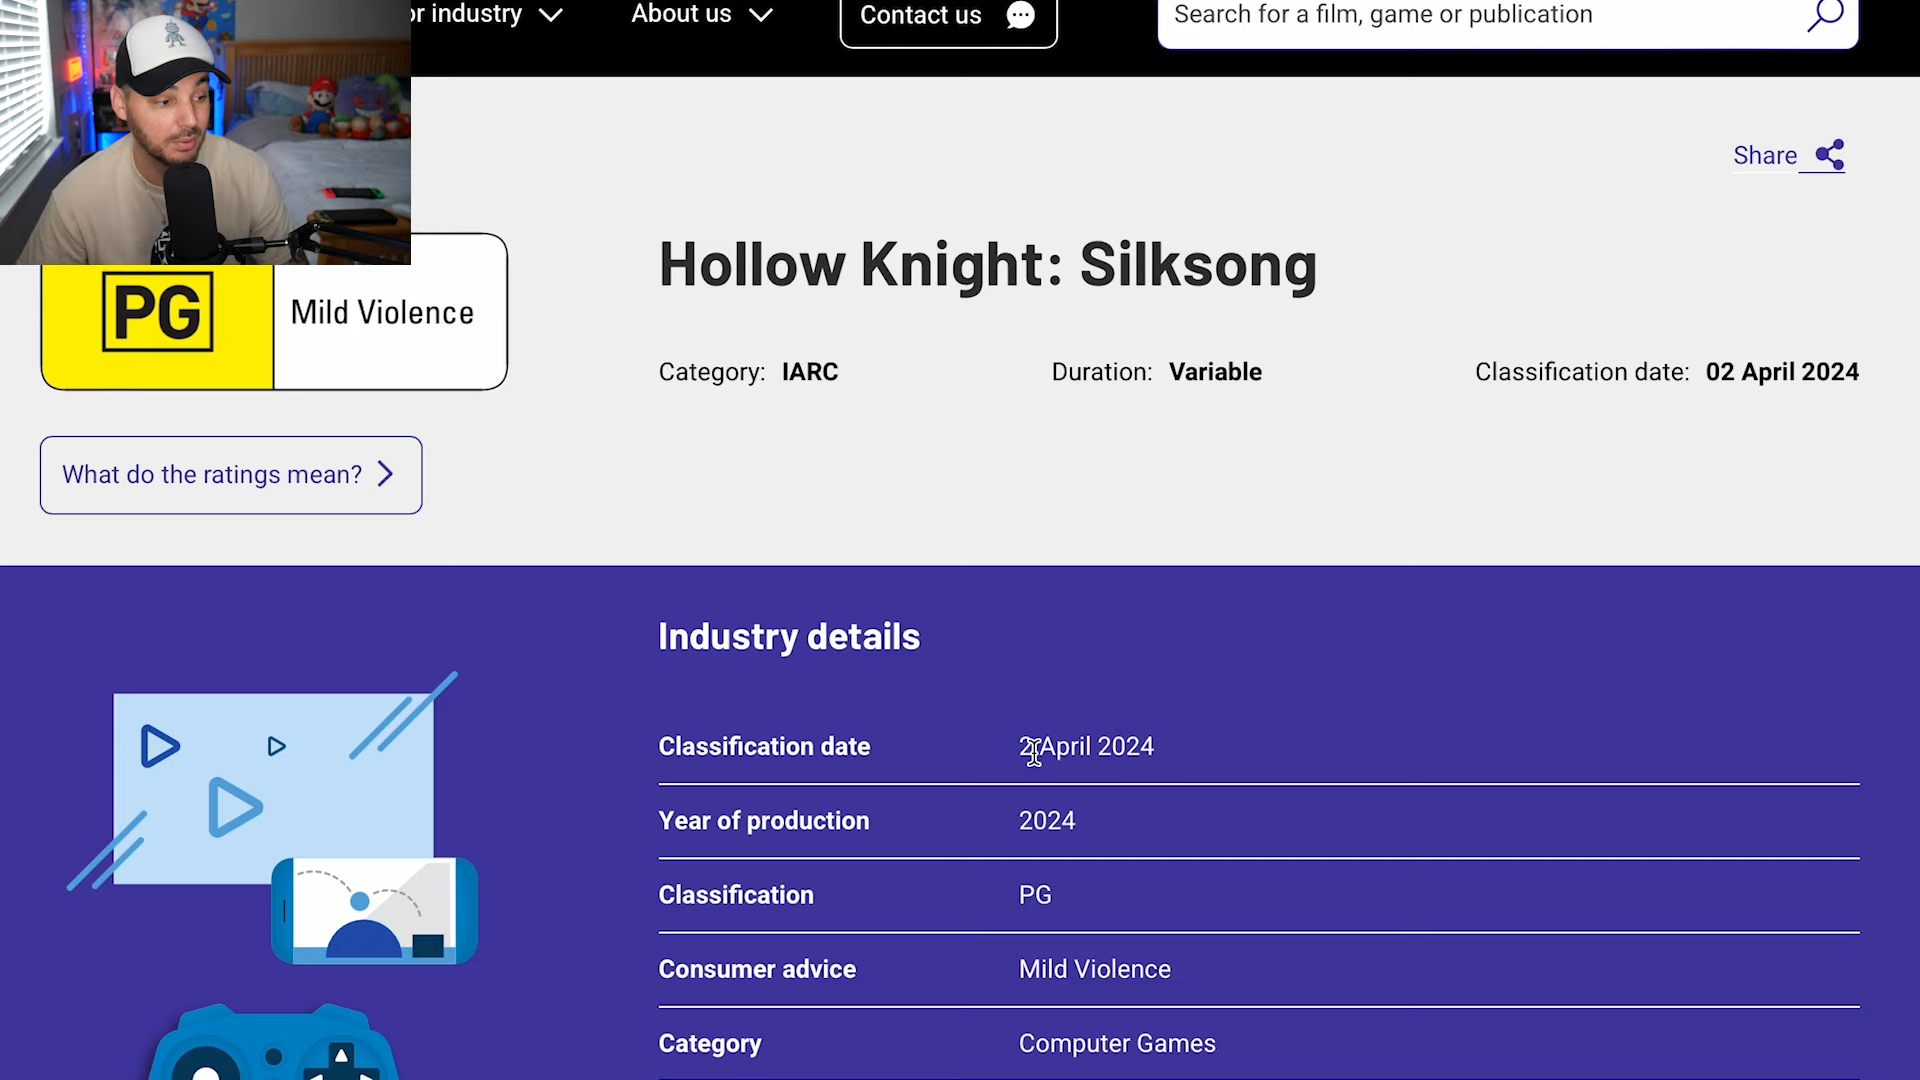 or industry
About us
Contact us
Search for a film, game or publication
Share
PG
Mild Violence
Hollow Knight: Silksong
Category: IARC
Duration: Variable
Classification date: 02 April 2024
What do the ratings mean?
Industry details
Classification date 2 April 2024
Year of production 2024
Classification PG
Consumer advice Mild Violence
Category Computer Games